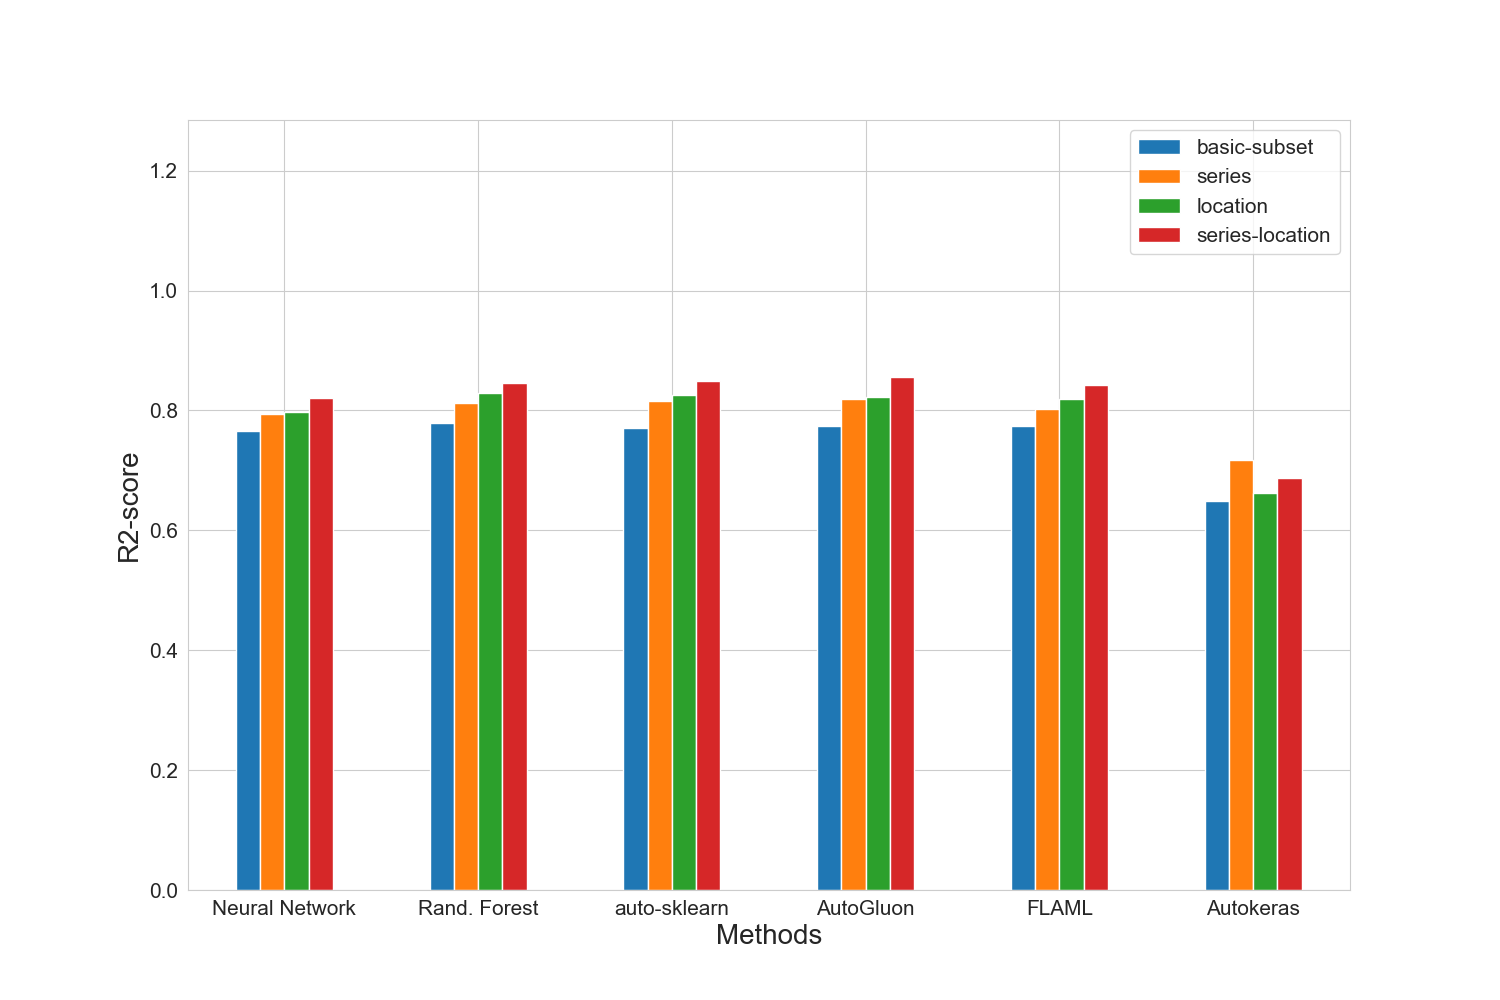 basic-subset
series
location
series-location
R2-score
1.2
1.0
0.8
0.6
0.4
0.2
0.0
Neural Network Rand. Forest auto-sklearn AutoGluon FLAML Autokeras
Methods